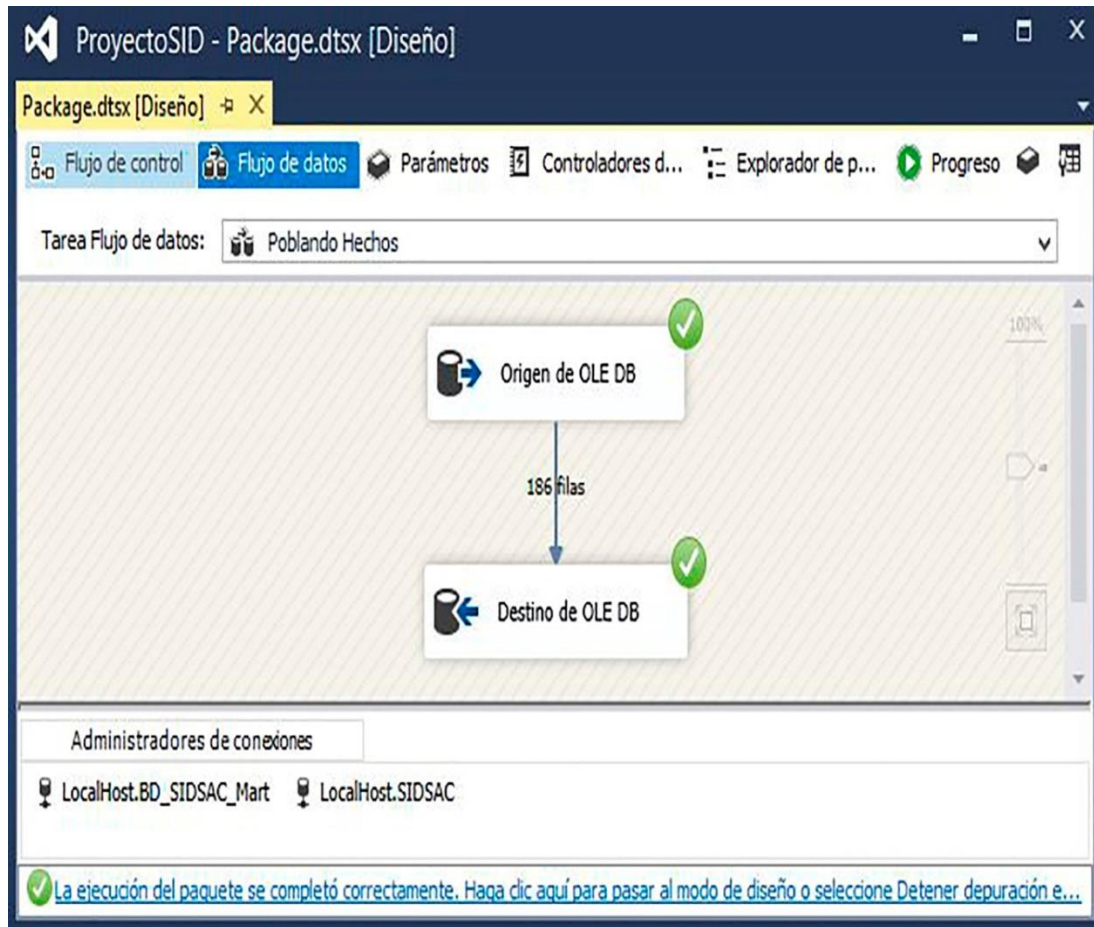 ProyectoSID - Package.dtsx [Diseño]
Package.dtsx [Diseño]
Flujo de control Flujo de datos Parámetros Controladores d... Explorador de p... Progreso
Tarea Flujo de datos: Poblando Hechos
100%
Origen de OLE DB
186 filas
Destino de OLE DB
Administradores de conexiones
LocalHost.BD_SIDSAC_Mart LocalHost.SIDSAC
La ejecución del paquete se completó correctamente. Haga clic aquí para pasar al modo de diseño o seleccione Detener depuración e...